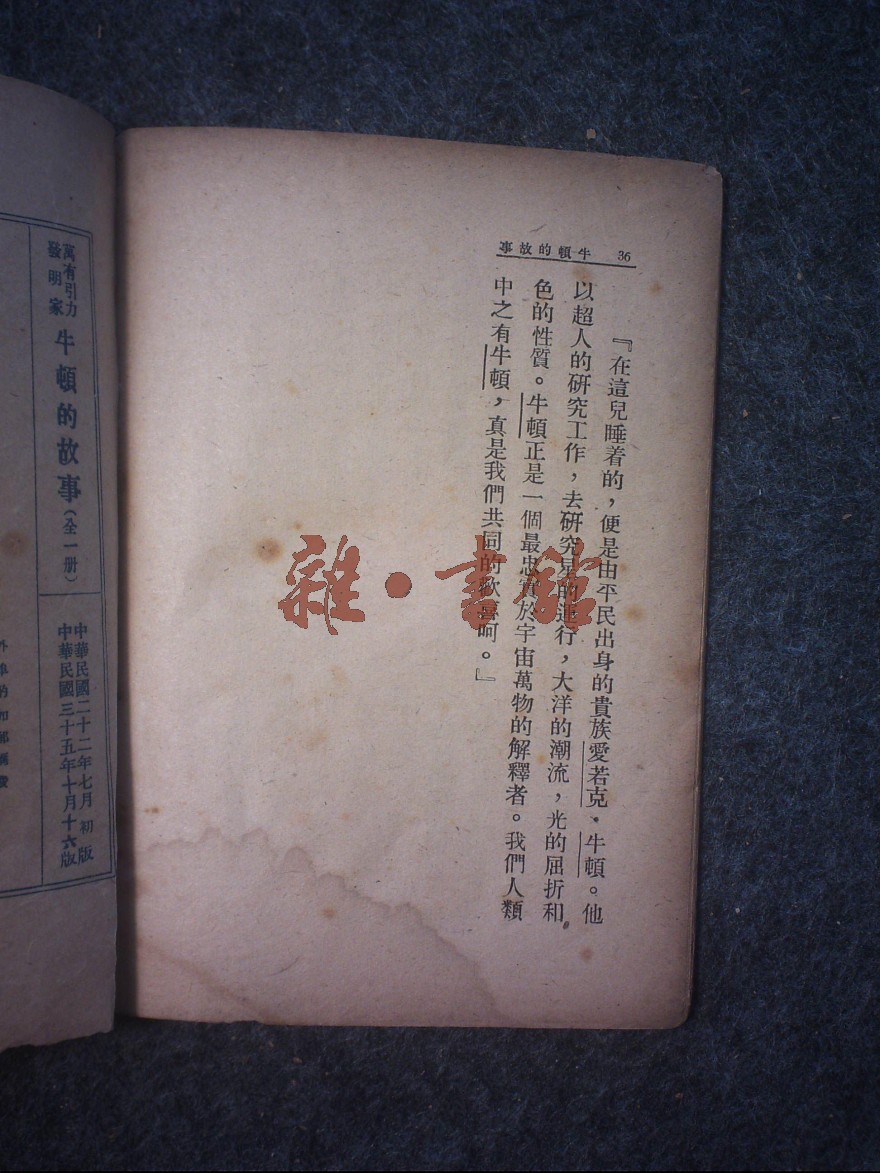 事故的頓牛 36
『在這兒睡着的，便是由平民出身的貴族愛若克·牛頓。他
以超人的研究工作，去研究星的進行，大洋的潮流，光的屈折和
色的性質。牛頓正是一個最忠實於宇宙萬物的解釋者。我們人類
中之有牛頓，真是我們共同的歡喜呵。』
雜·書館
萬有引力
發明家
牛頓的故事（全一册）
中華民國二十二年七月初版
中華民國三十五年十月十六版